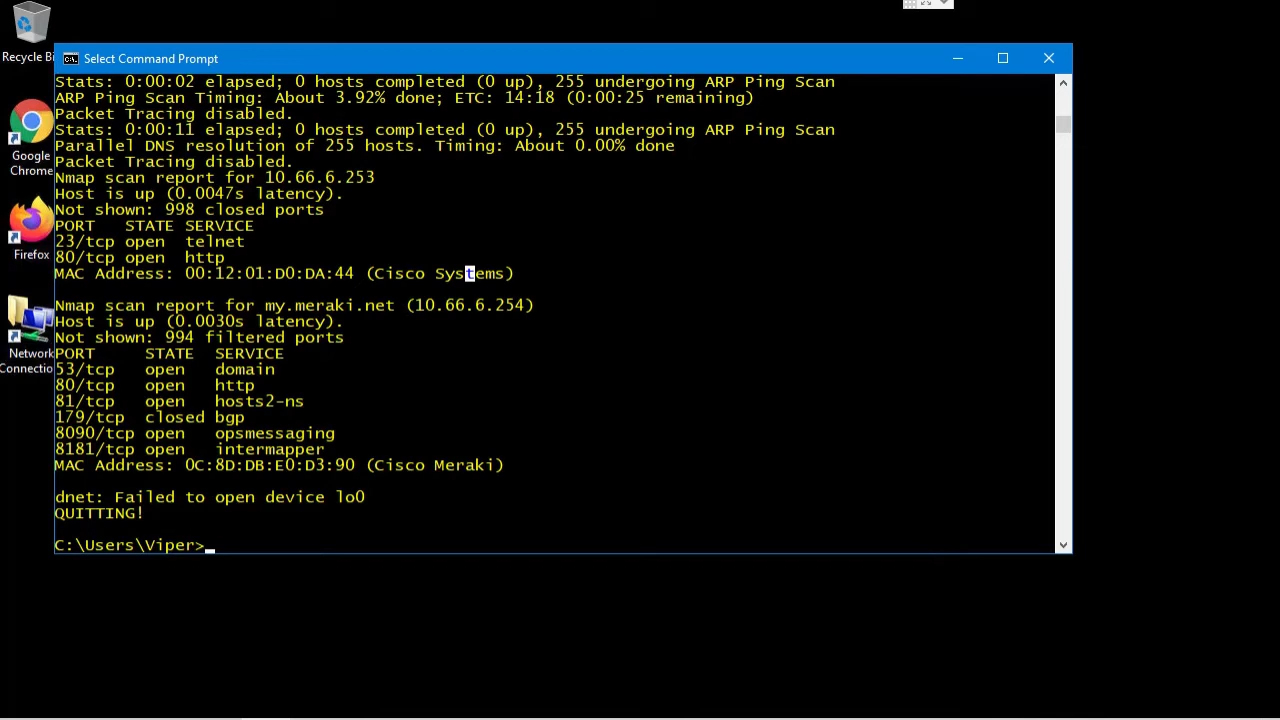 Recycle Bi
Google
Chrome
Firefox
Network
Connectio
Select Command Prompt
Stats: 0:00:02 elapsed; 0 hosts completed (0 up), 255 undergoing ARP Ping Scan
ARP Ping Scan Timing: About 3.92% done; ETC: 14:18 (0:00:25 remaining)
Packet Tracing disabled.
Stats: 0:00:11 elapsed; 0 hosts completed (0 up), 255 undergoing ARP Ping Scan
Parallel DNS resolution of 255 hosts. Timing: About 0.00% done
Packet Tracing disabled.
Nmap scan report for 10.66.6.253
Host is up (0.0047s latency).
Not shown: 998 closed ports
PORT   STATE SERVICE
23/tcp open  telnet
80/tcp open  http
MAC Address: 00:12:01:D0:DA:44 (Cisco Systems)
Nmap scan report for my.meraki.net (10.66.6.254)
Host is up (0.0030s latency).
Not shown: 994 filtered ports
PORT     STATE  SERVICE
53/tcp   open   domain
80/tcp   open   http
81/tcp   open   hosts2-ns
179/tcp  closed bgp
8090/tcp open   opsmessaging
8181/tcp open   intermapper
MAC Address: 0C:8D:DB:E0:D3:90 (Cisco Meraki)
dnet: Failed to open device lo0
QUITTING!
C:\Users\Viper>